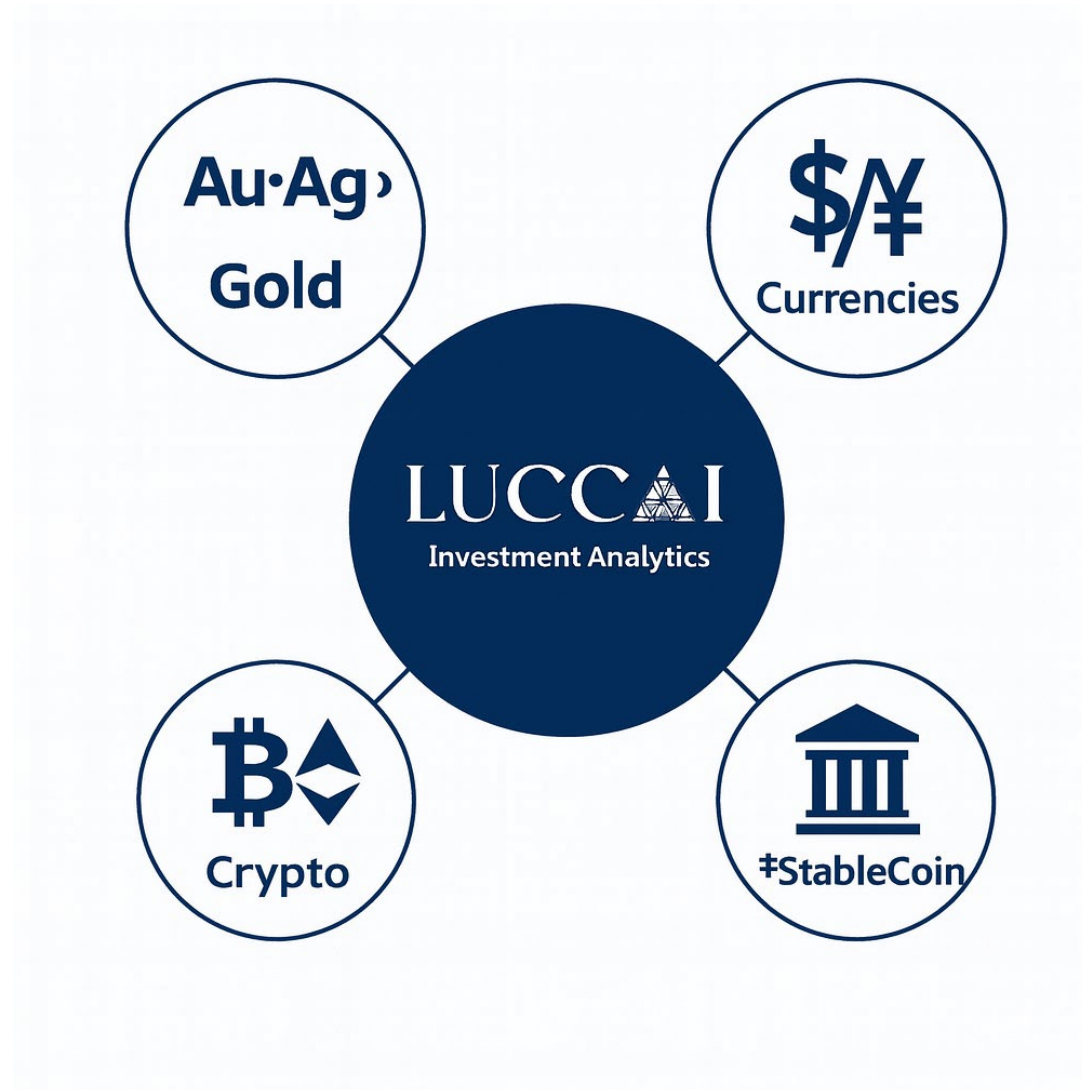 Au·Ag›
Gold
$/¥
Currencies
LUCCAI
Investment Analytics
₿
Crypto
‡StableCoin